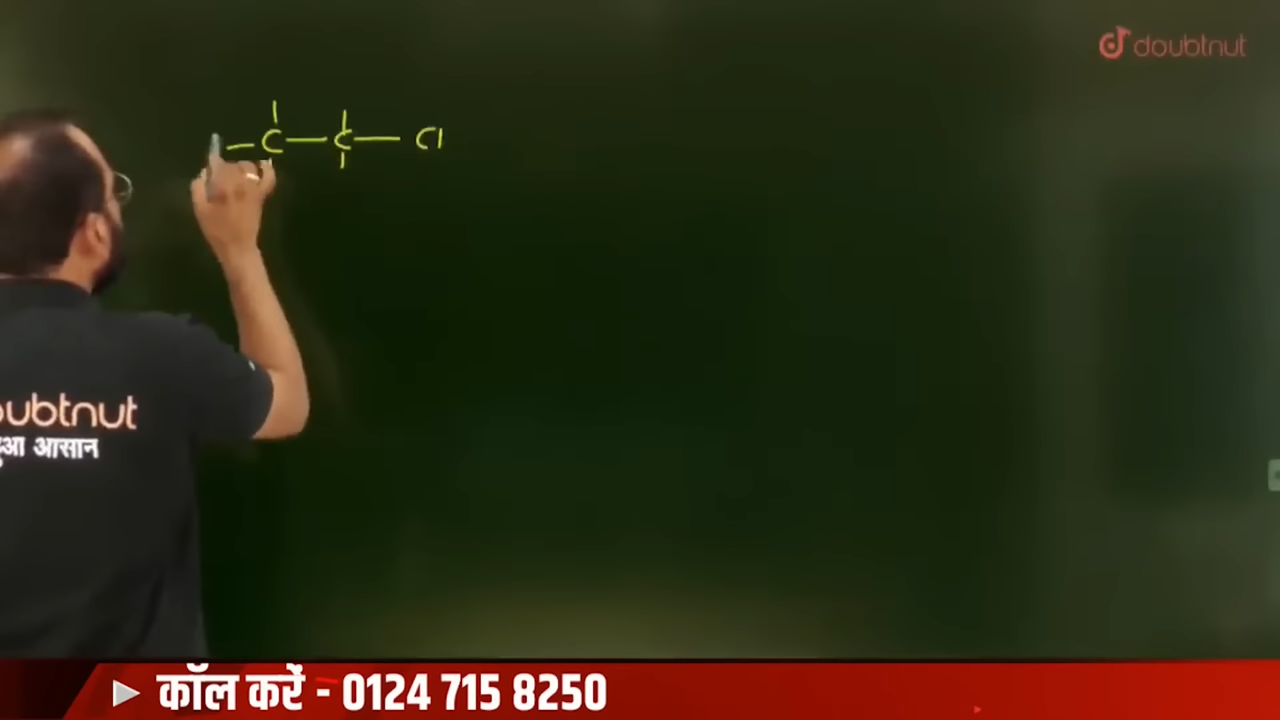 doubtnut
–C–C–Cl
oubtnut
हुआ आसान
कॉल करें - 0124 715 8250